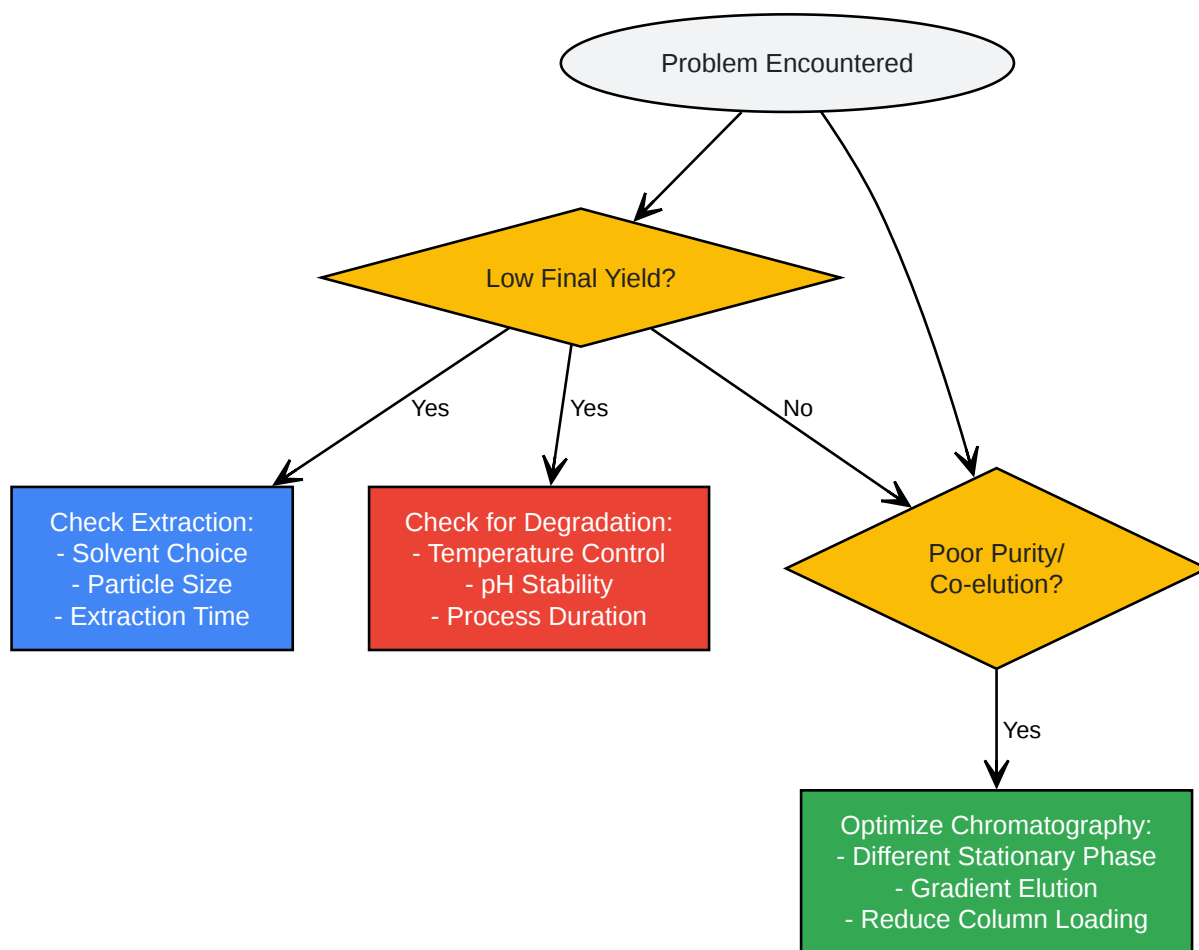 Problem Encountered
Low Final Yield?
Yes
Yes
No
Check Extraction:
- Solvent Choice
- Particle Size
- Extraction Time
Check for Degradation:
- Temperature Control
- pH Stability
- Process Duration
Poor Purity/
Co-elution?
Yes
Optimize Chromatography:
- Different Stationary Phase
- Gradient Elution
- Reduce Column Loading